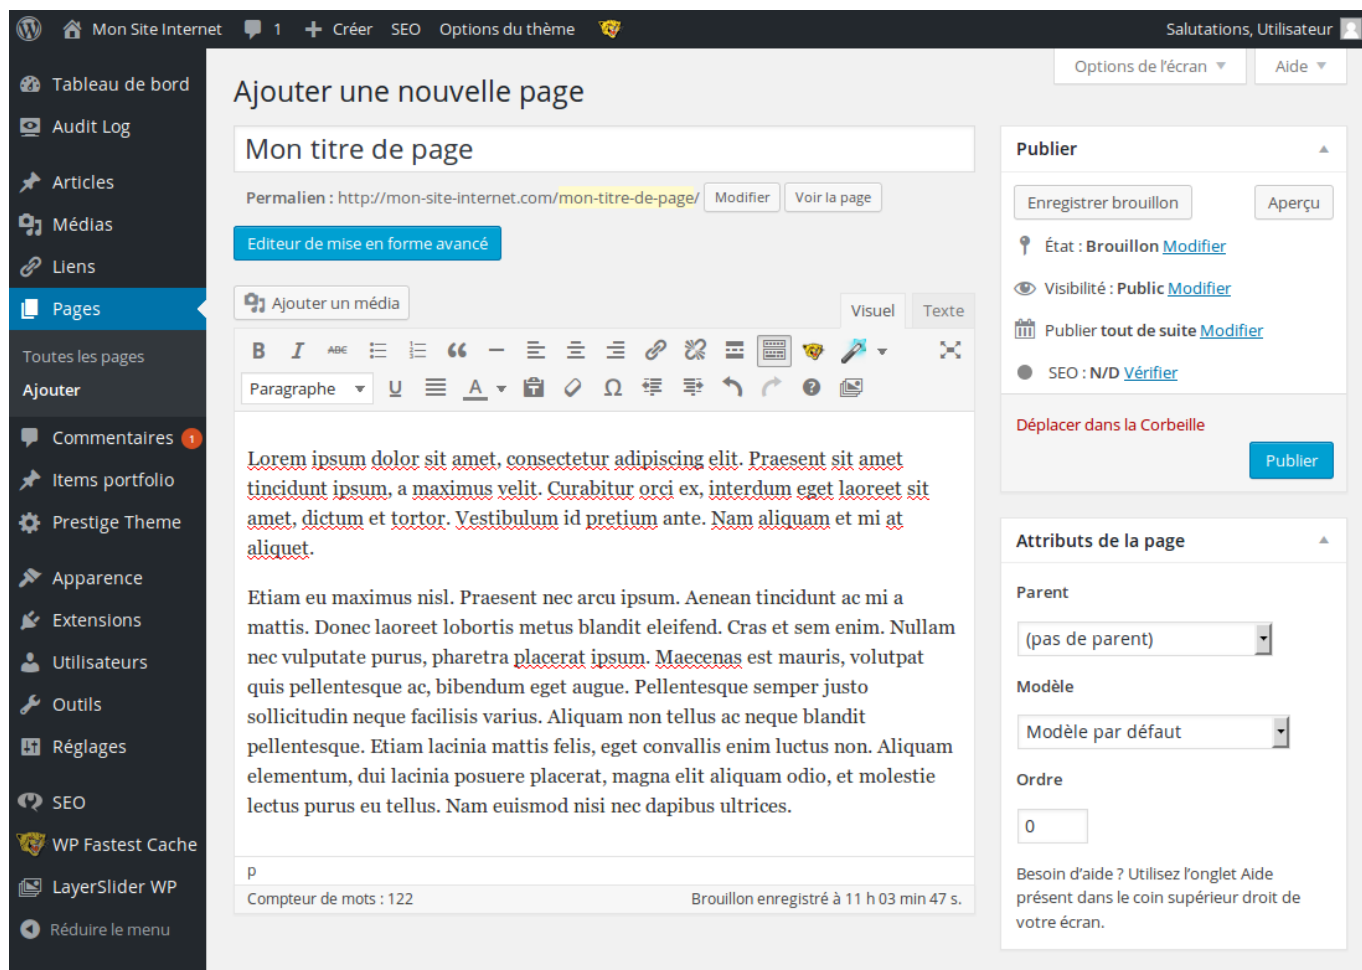 Mon Site Internet 1 Créer SEO Options du thème Salutations, Utilisateur
Options de l'écran Aide
Tableau de bord
Audit Log
Articles
Médias
Liens
Pages
Toutes les pages
Ajouter
Commentaires 1
Items portfolio
Prestige Theme
Apparence
Extensions
Utilisateurs
Outils
Réglages
SEO
WP Fastest Cache
LayerSlider WP
Réduire le menu
Ajouter une nouvelle page
Mon titre de page
Permalien : http://mon-site-internet.com/mon-titre-de-page/ Modifier Voir la page
Editeur de mise en forme avancé
Ajouter un média
Visuel Texte
B I ABC
Paragraphe U A Ω
Lorem ipsum dolor sit amet, consectetur adipiscing elit. Praesent sit amet
tincidunt ipsum, a maximus velit. Curabitur orci ex, interdum eget laoreet sit
amet, dictum et tortor. Vestibulum id pretium ante. Nam aliquam et mi at
aliquet.
Etiam eu maximus nisl. Praesent nec arcu ipsum. Aenean tincidunt ac mi a
mattis. Donec laoreet lobortis metus blandit eleifend. Cras et sem enim. Nullam
nec vulputate purus, pharetra placerat ipsum. Maecenas est mauris, volutpat
quis pellentesque ac, bibendum eget augue. Pellentesque semper justo
sollicitudin neque facilisis varius. Aliquam non tellus ac neque blandit
pellentesque. Etiam lacinia mattis felis, eget convallis enim luctus non. Aliquam
elementum, dui lacinia posuere placerat, magna elit aliquam odio, et molestie
lectus purus eu tellus. Nam euismod nisi nec dapibus ultrices.
p
Compteur de mots : 122 Brouillon enregistré à 11 h 03 min 47 s.
Publier
Enregistrer brouillon Aperçu
État : Brouillon Modifier
Visibilité : Public Modifier
Publier tout de suite Modifier
SEO : N/D Vérifier
Déplacer dans la Corbeille
Publier
Attributs de la page
Parent
(pas de parent)
Modèle
Modèle par défaut
Ordre
0
Besoin d'aide ? Utilisez l'onglet Aide
présent dans le coin supérieur droit de
votre écran.